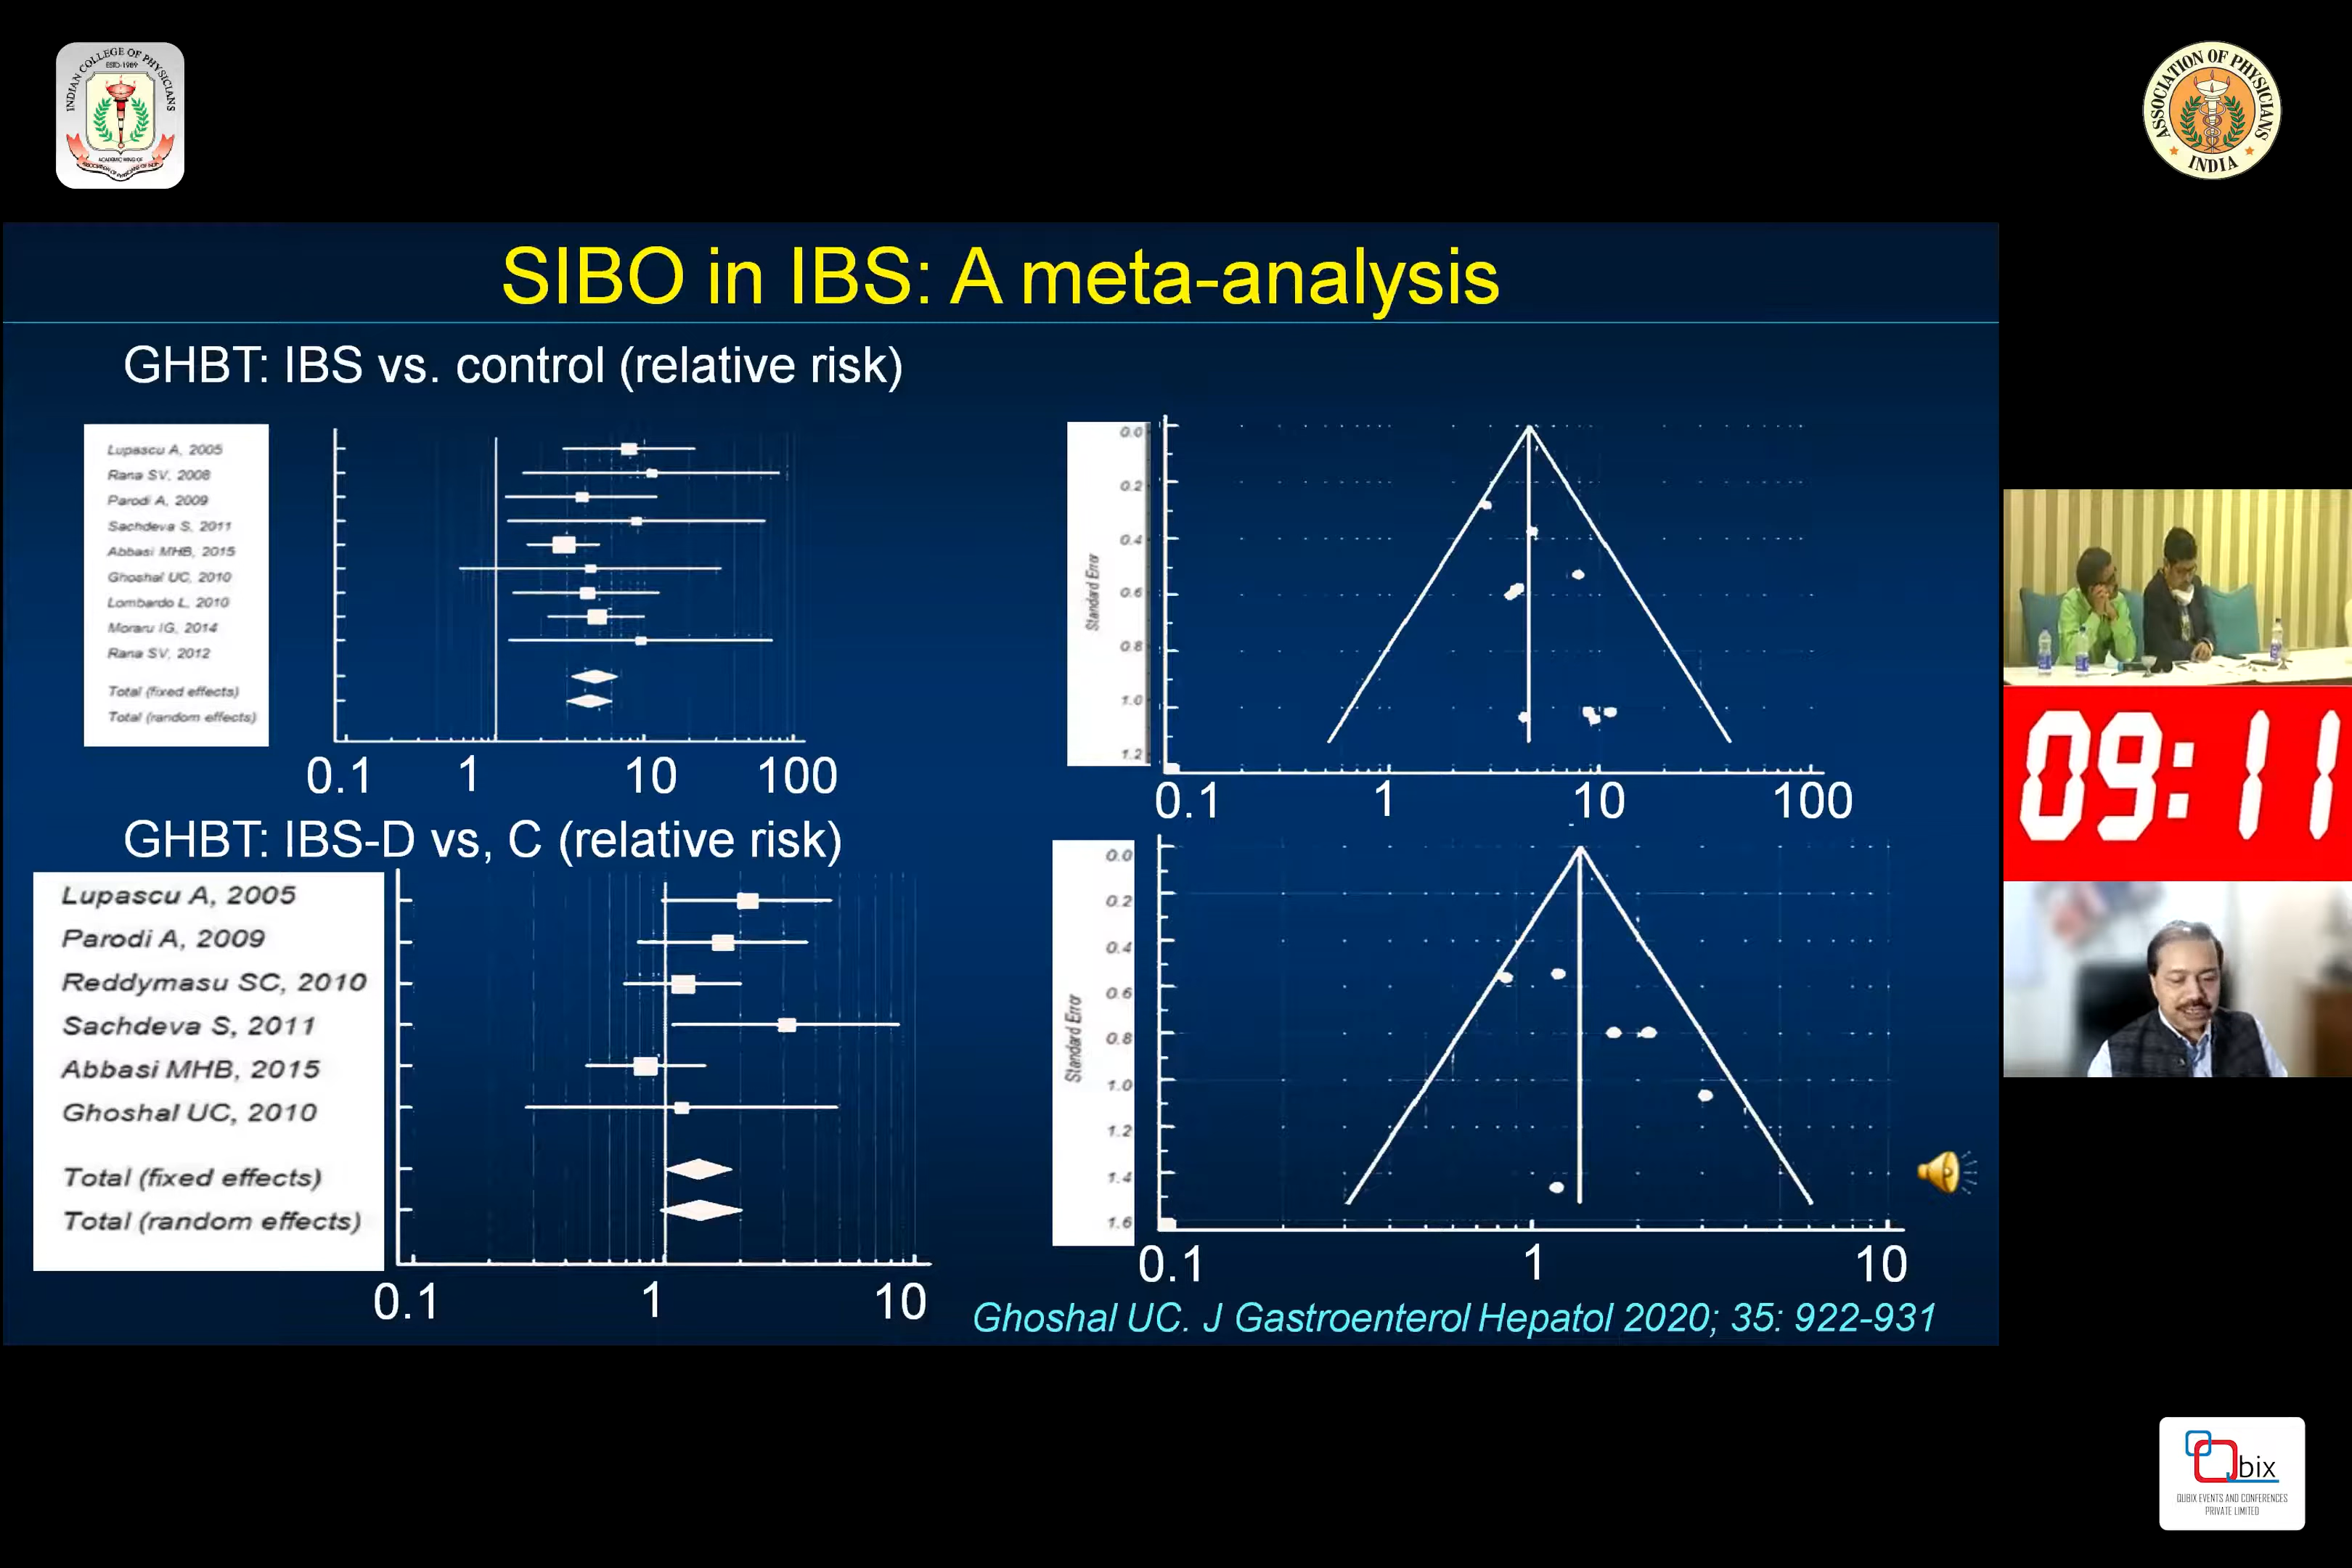 INDIAN COLLEGE OF PHYSICIANS
ESTD-1989
ACADEMIC WING OF
ASSOCIATION OF PHYSICIANS
INDIA
SIBO in IBS: A meta-analysis
GHBT: IBS vs. control (relative risk)
Lupascu A, 2005
Rana SV, 2008
Parodi A, 2009
Sachdeva S, 2011
Abbasi MHB, 2015
Ghoshal UC, 2010
Lombardo L, 2010
Moraru IG, 2014
Rana SV, 2012
Total (fixed effects)
Total (random effects)
0.1 1 10 100
Standard Error
0.0
0.2
0.4
0.6
0.8
1.0
1.2
0.1 1 10 100
GHBT: IBS-D vs, C (relative risk)
Lupascu A, 2005
Parodi A, 2009
Reddymasu SC, 2010
Sachdeva S, 2011
Abbasi MHB, 2015
Ghoshal UC, 2010
Total (fixed effects)
Total (random effects)
0.1 1 10
Standard Error
0.0
0.2
0.4
0.6
0.8
1.0
1.2
1.4
1.6
0.1 1 10
Ghoshal UC. J Gastroenterol Hepatol 2020; 35: 922-931
09:11
Qbix
QUBIX EVENTS AND CONFERENCES
PRIVATE LIMITED